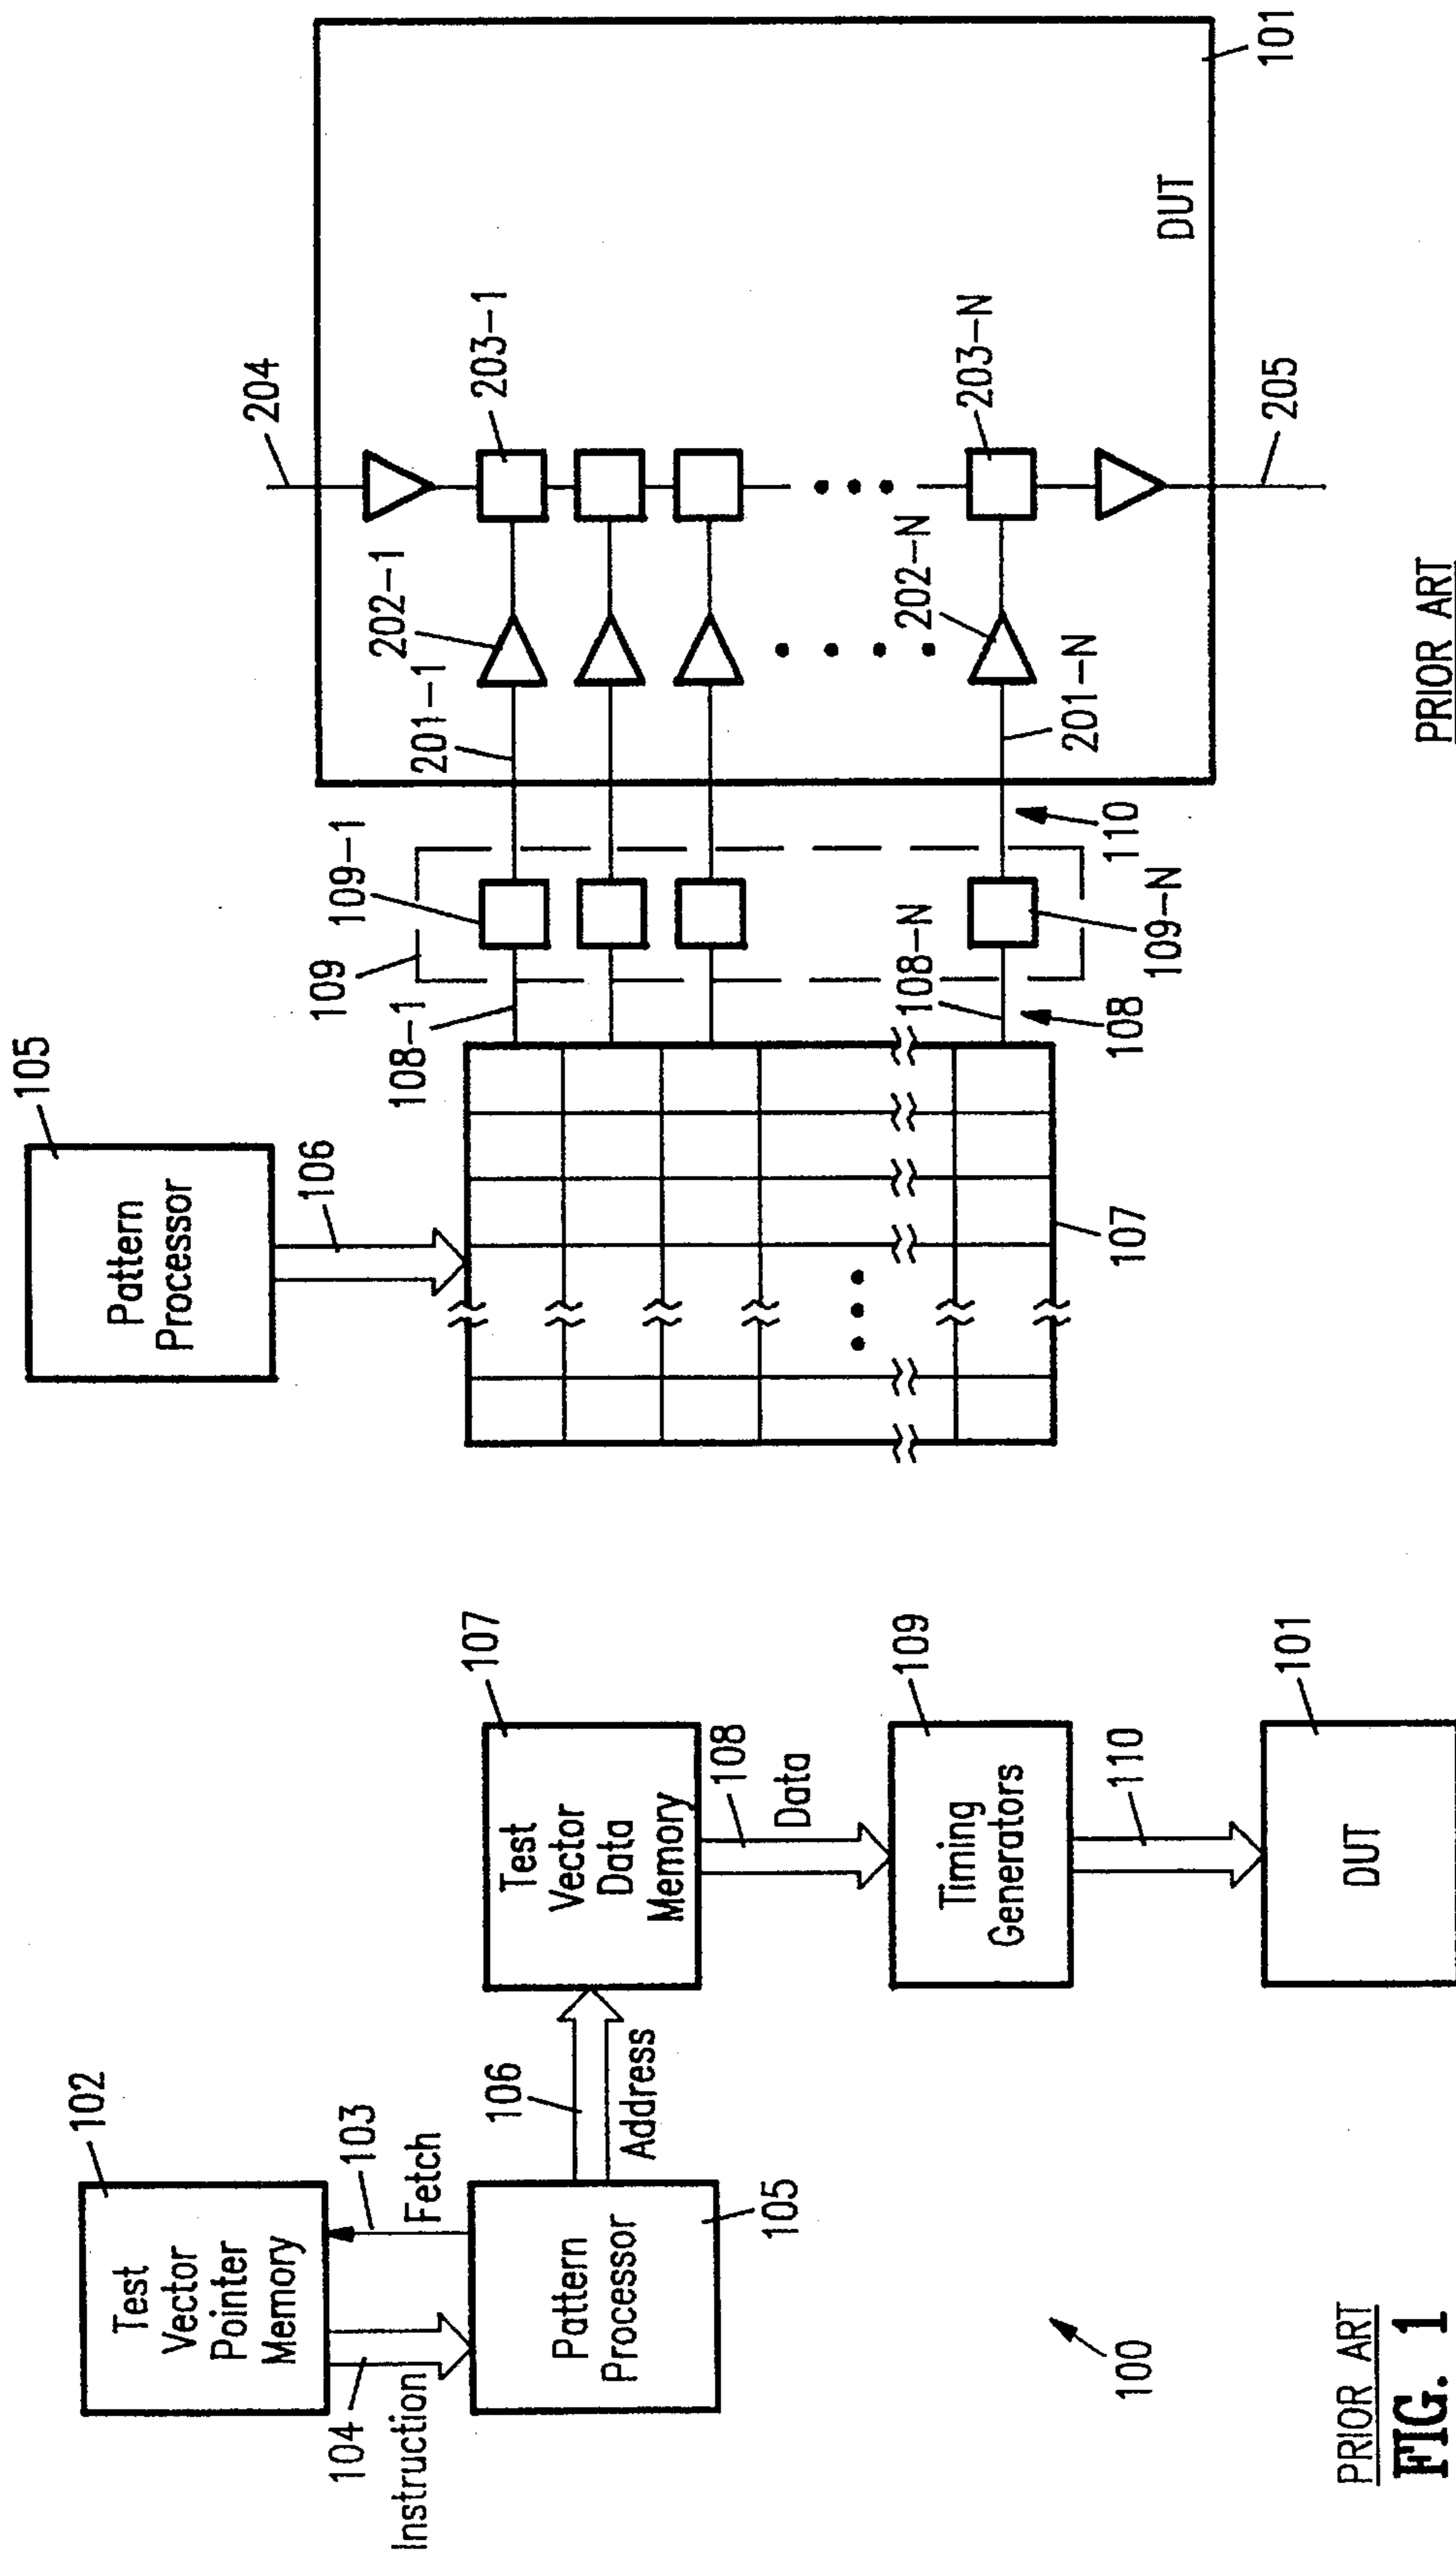 102
Test
Vector
Pointer
Memory
104
Instruction
103
Fetch
Pattern
Processor
105
106
Address
107
Test
Vector
Data
Memory
108
Data
109
Timing
Generators
110
101
DUT
100
PRIOR ART
FIG. 1
105
Pattern
Processor
106
107
108-1
109
109-1
108-N
108
109-N
110
201-1
202-1
203-1
204
202-N
201-N
203-N
205
DUT
101
PRIOR ART